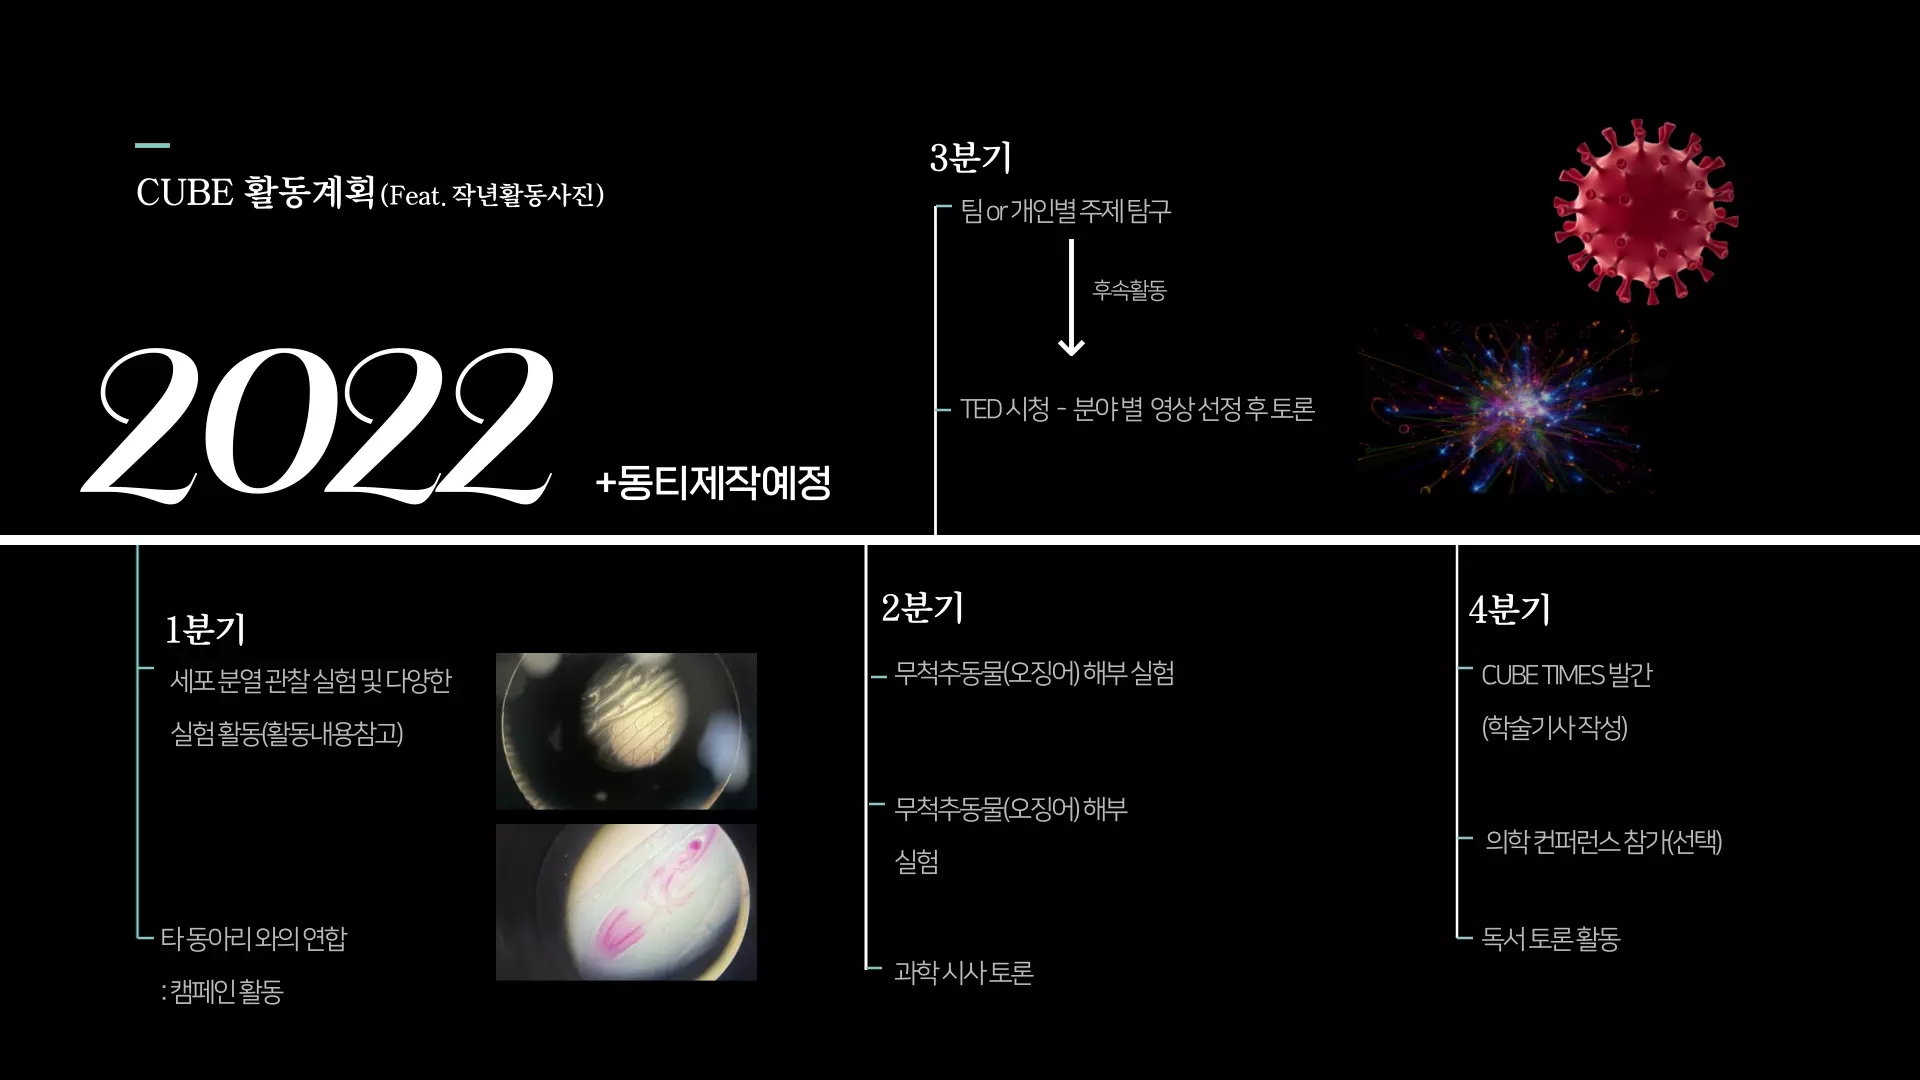 CUBE 활동계획(Feat. 작년활동사진)
2022
+동티제작예정
3분기
팀 or 개인별 주제 탐구
후속활동
TED 시청 - 분야 별 영상 선정 후 토론
1분기
세포 분열 관찰 실험 및 다양한
실험 활동(활동내용참고)
타 동아리 와의 연합
: 캠페인 활동
2분기
무척추동물(오징어) 해부 실험
무척추동물(오징어) 해부
실험
과학 시사 토론
4분기
CUBE TIMES 발간
(학술기사 작성)
의학 컨퍼런스 참가(선택)
독서 토론 활동